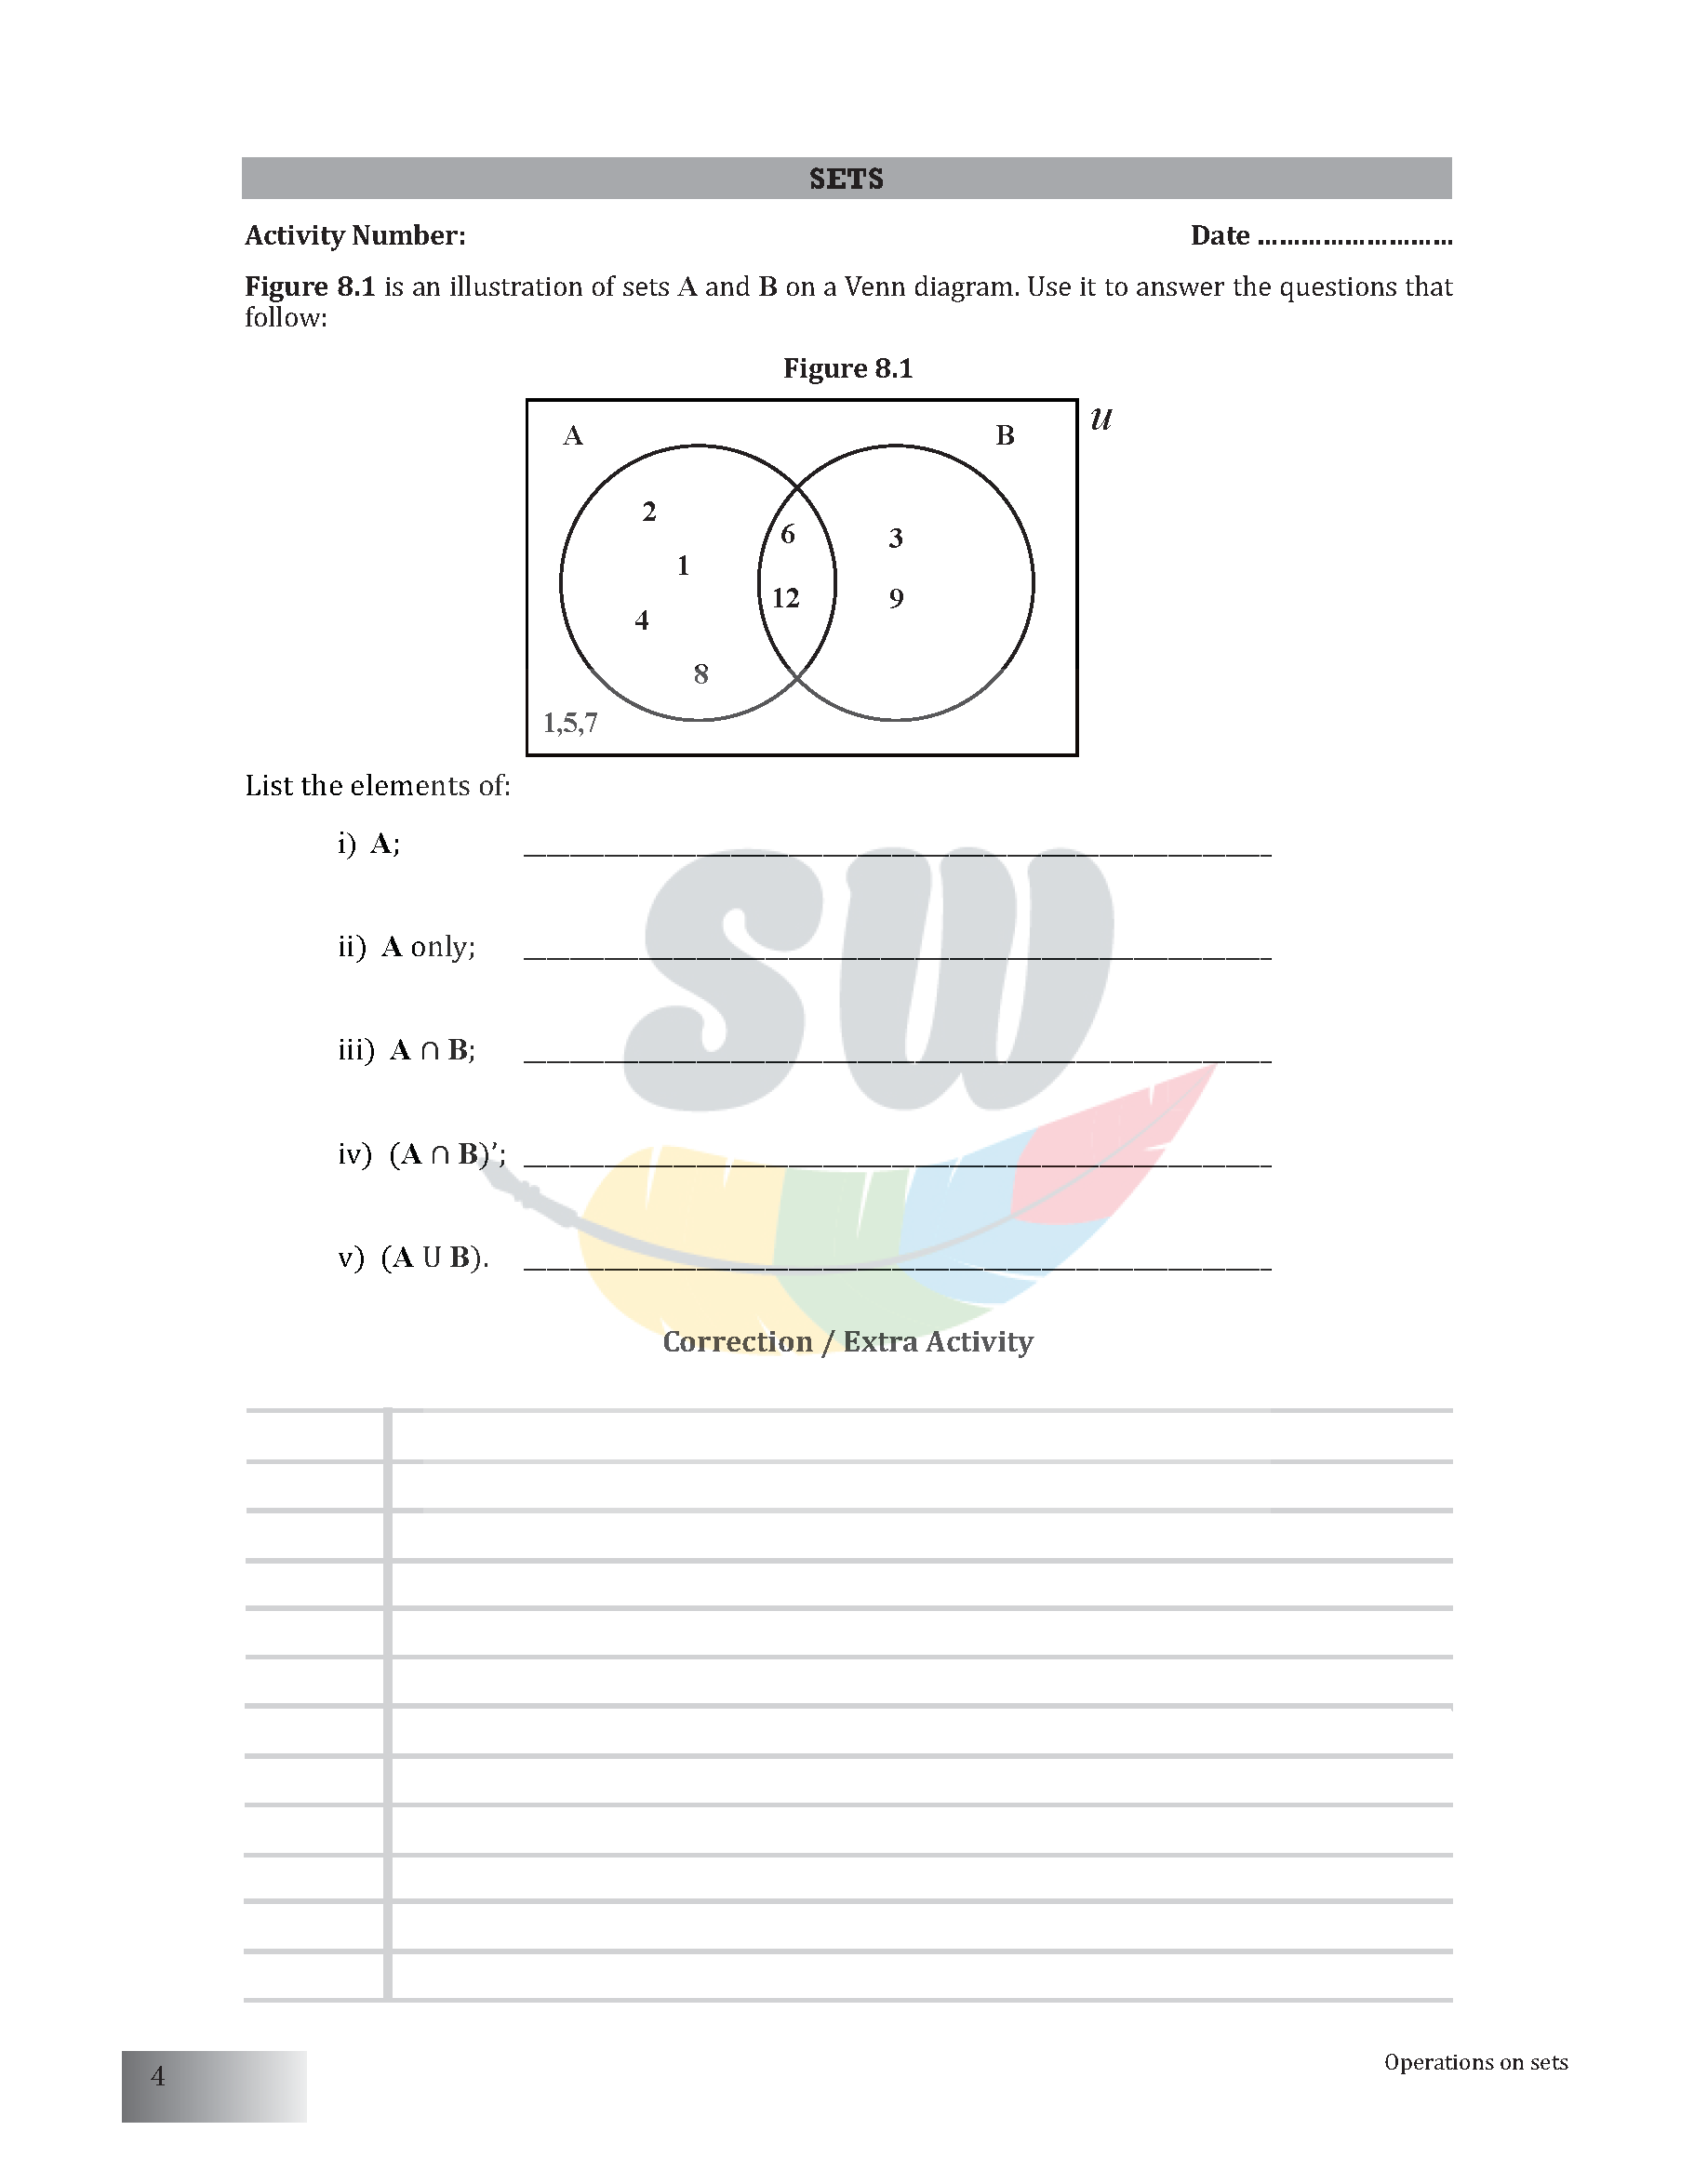 SETS
Activity Number: Date ...........................
Figure 8.1 is an illustration of sets A and B on a Venn diagram. Use it to answer the questions that
follow:
Figure 8.1
u
A B
2
6 3
1
12 9
4
8
1,5,7
List the elements of:
i) A; ____________________
ii) A only; ____________________
iii) A ∩ B; ____________________
iv) (A ∩ B)’; ____________________
v) (A U B). ____________________
sw
Correction / Extra Activity
4
Operations on sets